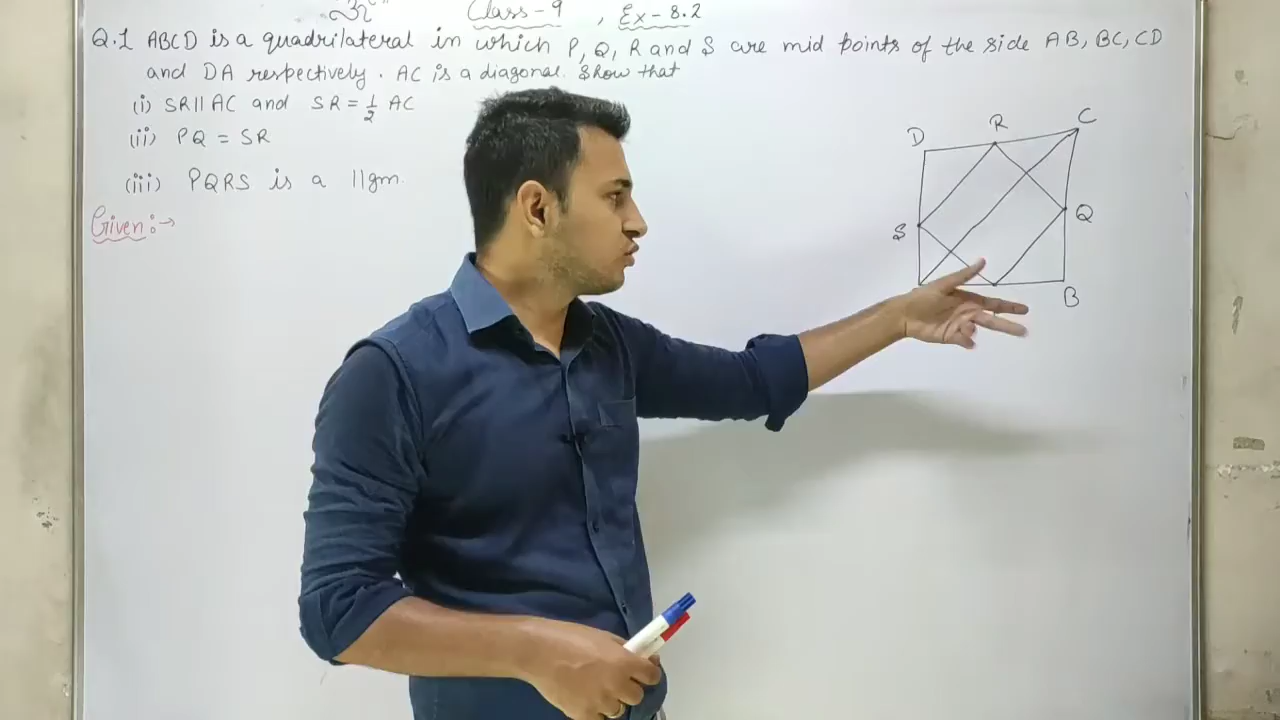 Class-9 , Ex-8.2
Q.1 ABCD is a quadrilateral in which P, Q, R and S are mid points of the side AB, BC, CD
and DA respectively. AC is a diagonal. Show that
(i) SR || AC and SR = 1/2 AC
(ii) PQ = SR
(iii) PQRS is a ||gm.
Given:→
D
R
C
S
Q
B